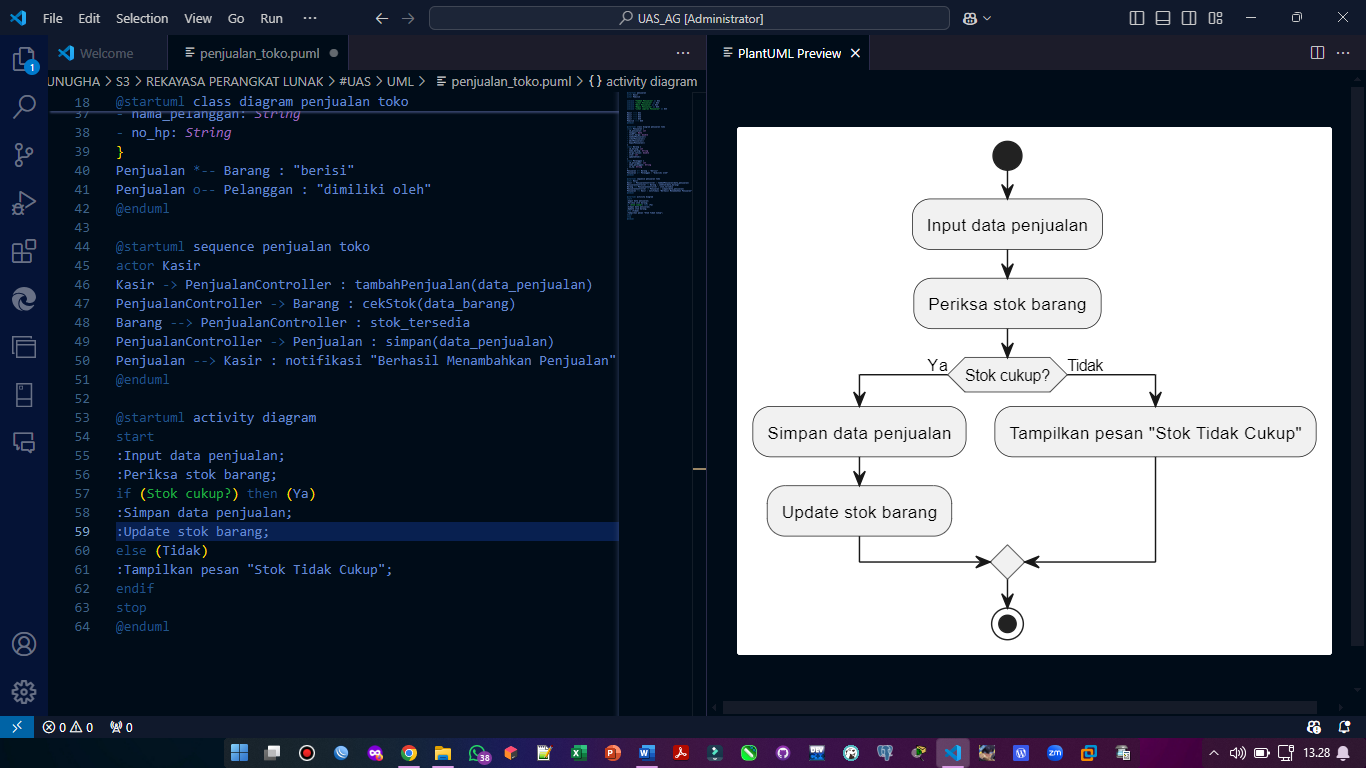 File Edit Selection View Go Run ···
UAS_AG [Administrator]
Welcome
penjualan_toko.puml
PlantUML Preview
UNUGHA > S3 > REKAYASA PERANGKAT LUNAK > #UAS > UML > penjualan_toko.puml > {} activity diagram
18 @startuml class diagram penjualan toko
37 - nama_pelanggan: String
38 - no_hp: String
39 }
40 Penjualan *-- Barang : "berisi"
41 Penjualan o-- Pelanggan : "dimiliki oleh"
42 @enduml
43
44 @startuml sequence penjualan toko
45 actor Kasir
46 Kasir -> PenjualanController : tambahPenjualan(data_penjualan)
47 PenjualanController -> Barang : cekStok(data_barang)
48 Barang --> PenjualanController : stok_tersedia
49 PenjualanController -> Penjualan : simpan(data_penjualan)
50 Penjualan --> Kasir : notifikasi "Berhasil Menambahkan Penjualan"
51 @enduml
52
53 @startuml activity diagram
54 start
55 :Input data penjualan;
56 :Periksa stok barang;
57 if (Stok cukup?) then (Ya)
58 :Simpan data penjualan;
59 :Update stok barang;
60 else (Tidak)
61 :Tampilkan pesan "Stok Tidak Cukup";
62 endif
63 stop
64 @enduml
Input data penjualan
Periksa stok barang
Ya
Stok cukup?
Tidak
Simpan data penjualan
Tampilkan pesan "Stok Tidak Cukup"
Update stok barang
1
0 0 0
38
zm
13.28